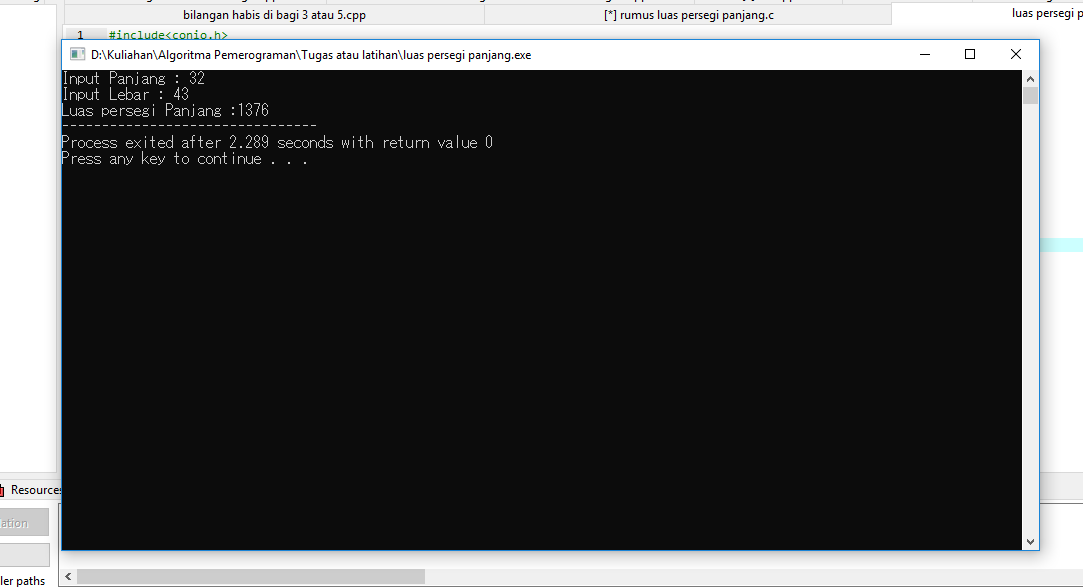 bilangan habis di bagi 3 atau 5.cpp
[*] rumus luas persegi panjang.c
luas persegi p
1 #include<conio.h>
D:\Kuliahan\Algoritma Pemerograman\Tugas atau latihan\luas persegi panjang.exe
Input Panjang : 32
Input Lebar : 43
Luas persegi Panjang :1376
--------------------------------
Process exited after 2.289 seconds with return value 0
Press any key to continue . . .
Resources
ation
ler paths